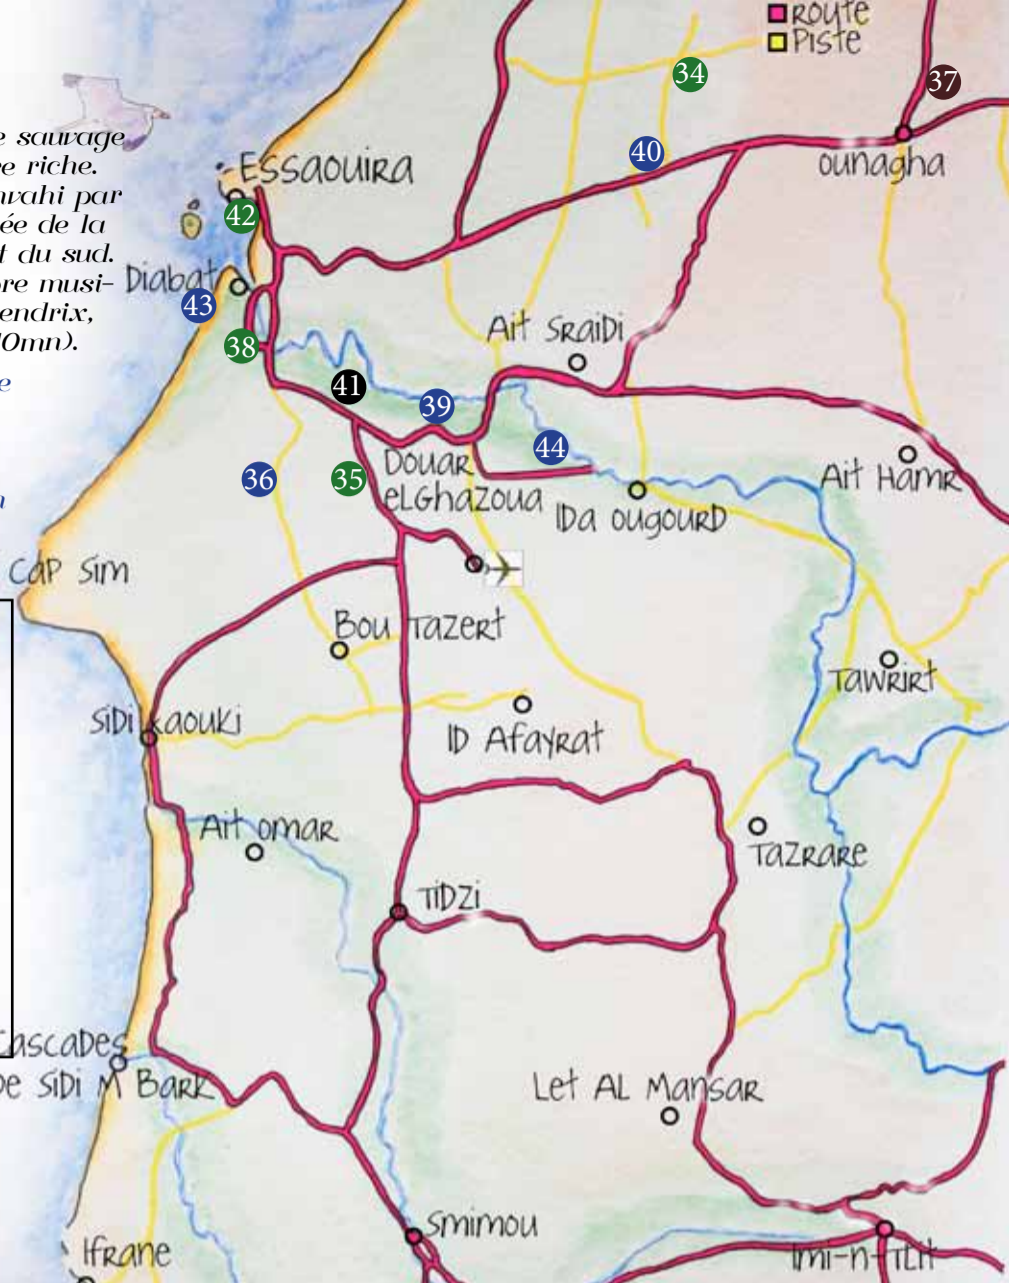 ROUTE
PISTE
34
37
40
OUNAGHA
e sauvage
re riche.
nvahi par
ée de la
t du sud.
re musi-
endrix,
0mn).
e
n
ESSAOUIRA
42
Diabat
43
38
41
39
44
36
35
Ait SRAIDI
DOUAR
eLGhazoua
IDa OUGOURD
Ait HAMR
CAP Sim
BOU TAZERT
SIDI KAOUKI
ID AFAYRAT
TAWRIRT
Ait OMAR
TAZRARE
TIDZI
CASCADES
De SIDI M BARK
Let AL MANSAR
SMIMOU
IFRANE
IMI-N-TLIT